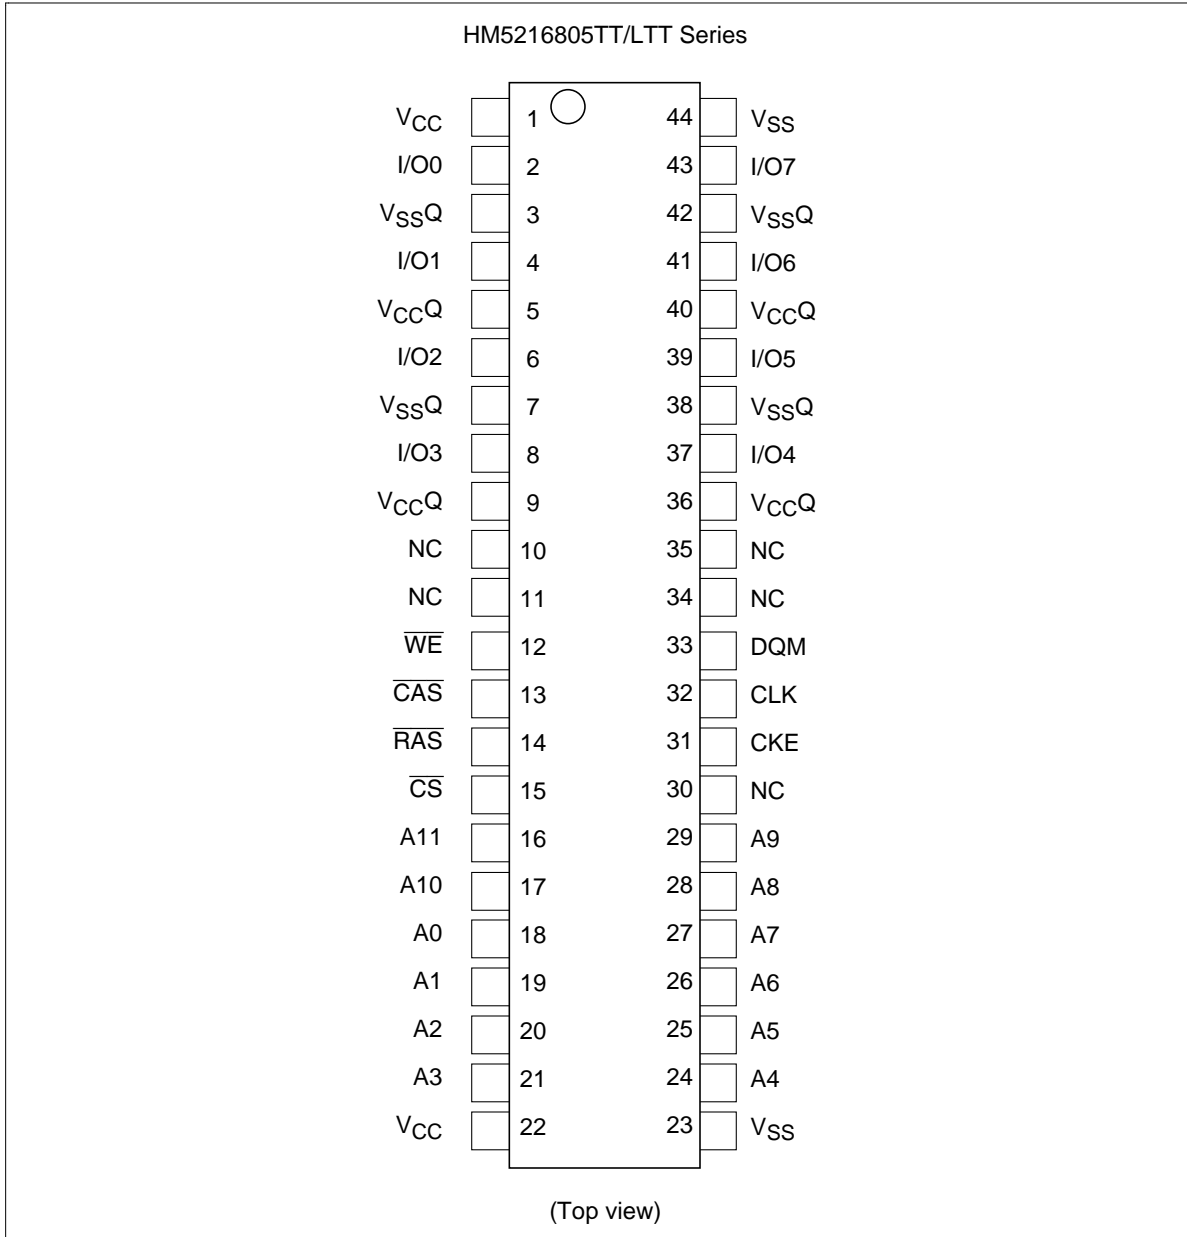 HM5216805TT/LTT Series
VCC 1 44 VSS
I/O0 2 43 I/O7
VSSQ 3 42 VSSQ
I/O1 4 41 I/O6
VCCQ 5 40 VCCQ
I/O2 6 39 I/O5
VSSQ 7 38 VSSQ
I/O3 8 37 I/O4
VCCQ 9 36 VCCQ
NC 10 35 NC
NC 11 34 NC
W̅E̅ 12 33 DQM
C̅A̅S̅ 13 32 CLK
R̅A̅S̅ 14 31 CKE
C̅S̅ 15 30 NC
A11 16 29 A9
A10 17 28 A8
A0 18 27 A7
A1 19 26 A6
A2 20 25 A5
A3 21 24 A4
VCC 22 23 VSS
(Top view)